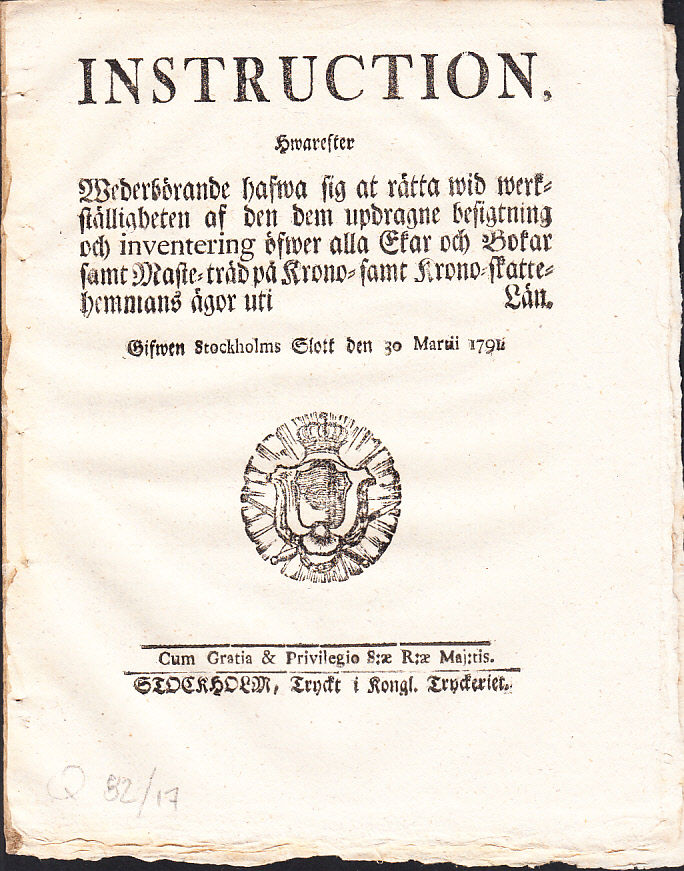 INSTRUCTION,
Hwarefter
Wederbörande hafwa sig at rätta wid werk-
ställigheten af den dem updragne besigtning
och inventering öfwer alla Ekar och Bokar
samt Maste-träd på Krono- samt Krono-skatte-
hemmans ägor uti Län.
Gifwen Stockholms Slott den 30 Martii 1791.
Cum Gratia & Privilegio S:æ R:æ Maj:tis.
STOCKHOLM, Tryckt i Kongl. Tryckeriet.
Q 32/17